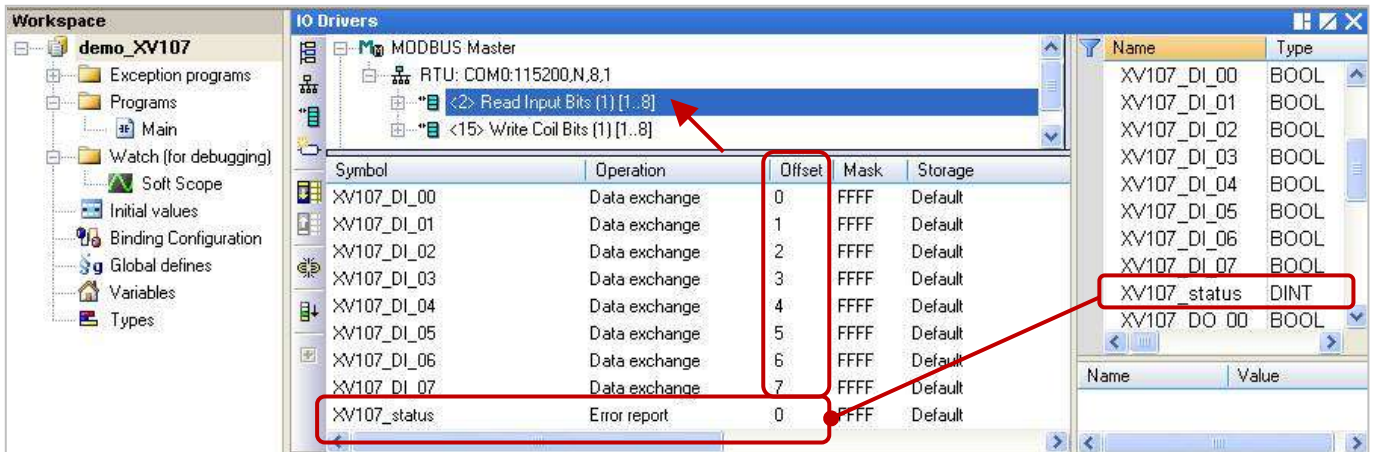 Workspace
demo_XV107
Exception programs
Programs
Main
Watch (for debugging)
Soft Scope
Initial values
Binding Configuration
Global defines
Variables
Types
IO Drivers
MODBUS Master
RTU: COM0:115200,N,8,1
<2> Read Input Bits (1) [1..8]
<15> Write Coil Bits (1) [1..8]
Symbol Operation Offset Mask Storage
XV107_DI_00 Data exchange 0 FFFF Default
XV107_DI_01 Data exchange 1 FFFF Default
XV107_DI_02 Data exchange 2 FFFF Default
XV107_DI_03 Data exchange 3 FFFF Default
XV107_DI_04 Data exchange 4 FFFF Default
XV107_DI_05 Data exchange 5 FFFF Default
XV107_DI_06 Data exchange 6 FFFF Default
XV107_DI_07 Data exchange 7 FFFF Default
XV107_status Error report 0 FFFF Default
Name Type
XV107_DI_00 BOOL
XV107_DI_01 BOOL
XV107_DI_02 BOOL
XV107_DI_03 BOOL
XV107_DI_04 BOOL
XV107_DI_05 BOOL
XV107_DI_06 BOOL
XV107_DI_07 BOOL
XV107_status DINT
XV107_DO_00 BOOL
Name Value